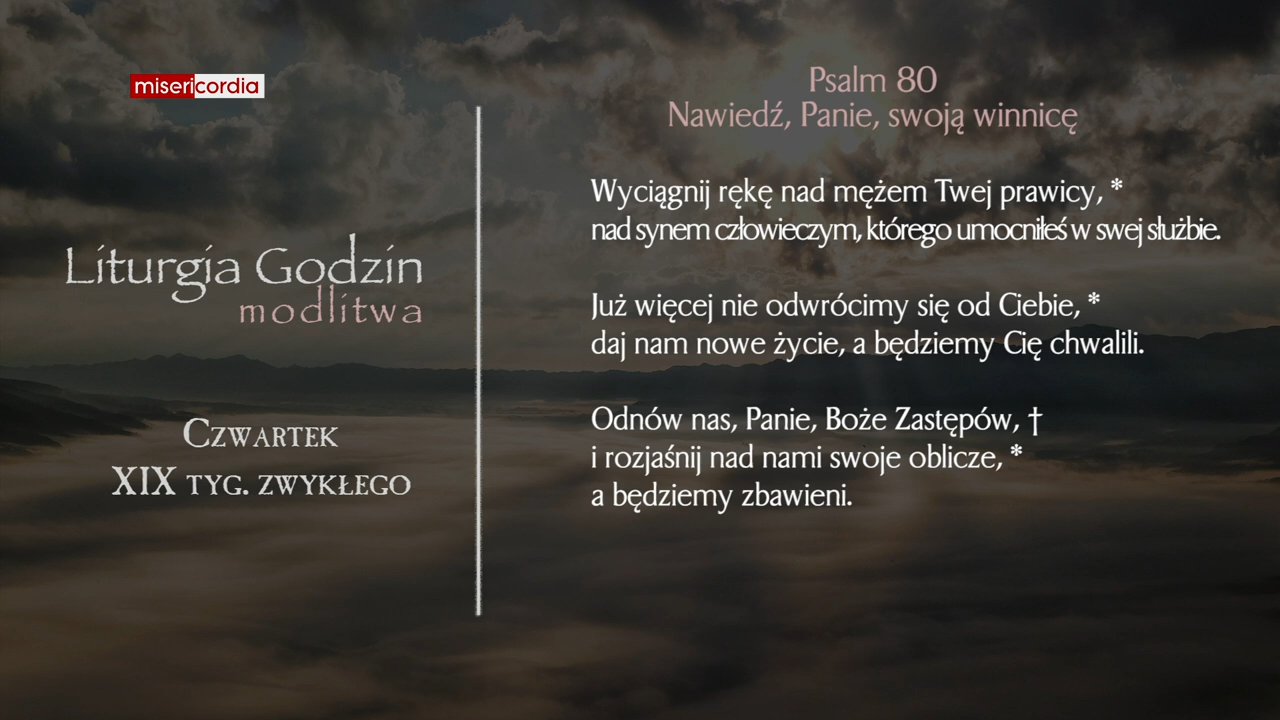 misericordia
Liturgia Godzin
modlitwa
Czwartek
XIX tyg. zwykłego
Psalm 80
Nawiedź, Panie, swoją winnicę
Wyciągnij rękę nad mężem Twej prawicy, *
nad synem człowieczym, którego umocniłeś w swej służbie.
Już więcej nie odwrócimy się od Ciebie, *
daj nam nowe życie, a będziemy Cię chwalili.
Odnów nas, Panie, Boże Zastępów, †
i rozjaśnij nad nami swoje oblicze, *
a będziemy zbawieni.